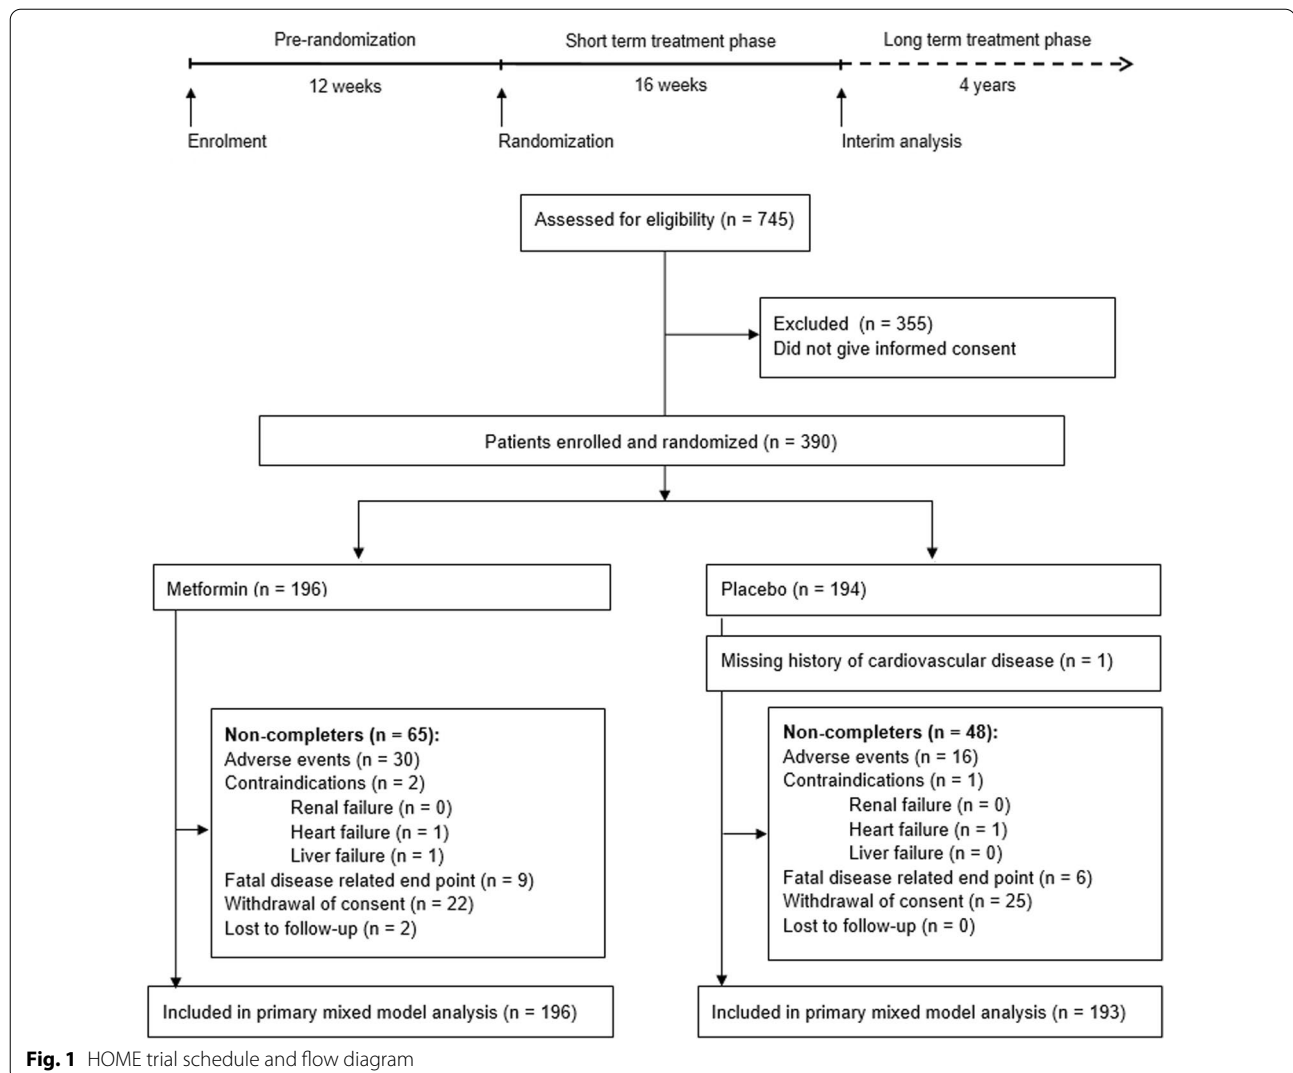 Pre-randomization
Short term treatment phase
Long term treatment phase
12 weeks
16 weeks
4 years
Enrolment
Randomization
Interim analysis
Assessed for eligibility (n = 745)
Excluded (n = 355)
Did not give informed consent
Patients enrolled and randomized (n = 390)
Metformin (n = 196)
Placebo (n = 194)
Missing history of cardiovascular disease (n = 1)
Non-completers (n = 65):
Adverse events (n = 30)
Contraindications (n = 2)
Renal failure (n = 0)
Heart failure (n = 1)
Liver failure (n = 1)
Fatal disease related end point (n = 9)
Withdrawal of consent (n = 22)
Lost to follow-up (n = 2)
Non-completers (n = 48):
Adverse events (n = 16)
Contraindications (n = 1)
Renal failure (n = 0)
Heart failure (n = 1)
Liver failure (n = 0)
Fatal disease related end point (n = 6)
Withdrawal of consent (n = 25)
Lost to follow-up (n = 0)
Included in primary mixed model analysis (n = 196)
Included in primary mixed model analysis (n = 193)
Fig. 1 HOME trial schedule and flow diagram